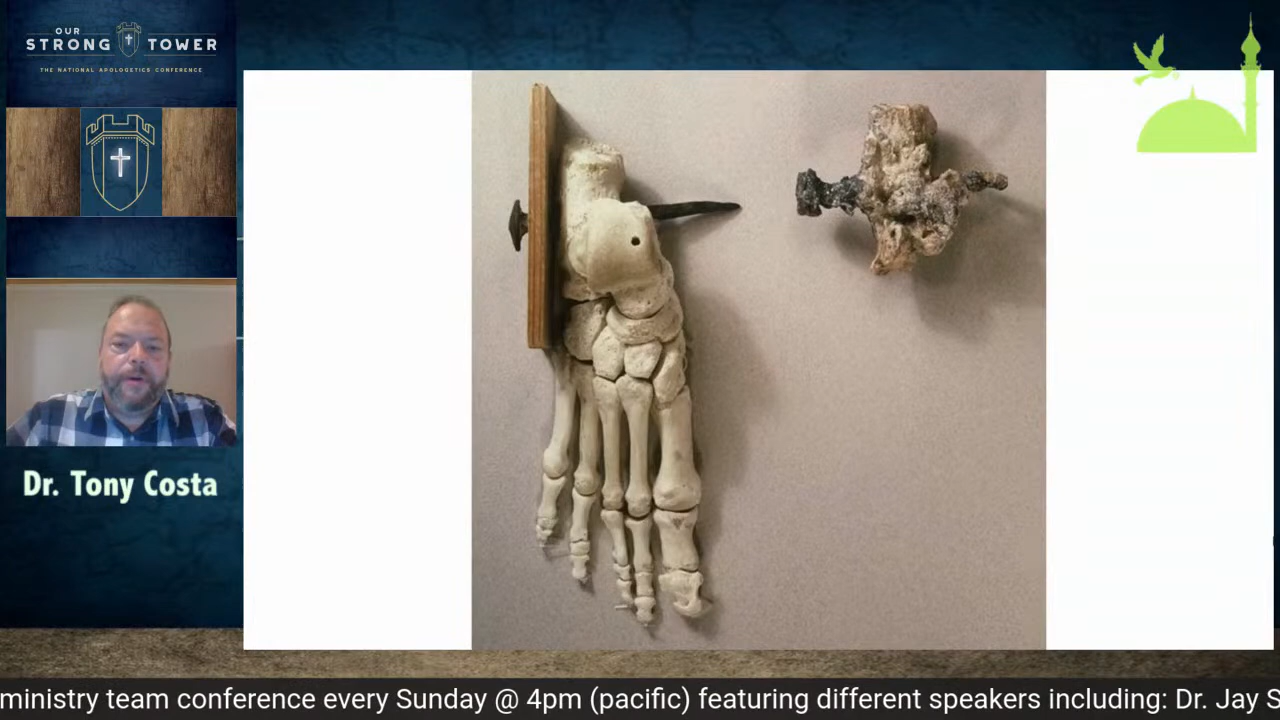 OUR
STRONG TOWER
THE NATIONAL APOLOGETICS CONFERENCE
Dr. Tony Costa
ministry team conference every Sunday @ 4pm (pacific) featuring different speakers including: Dr. Jay S